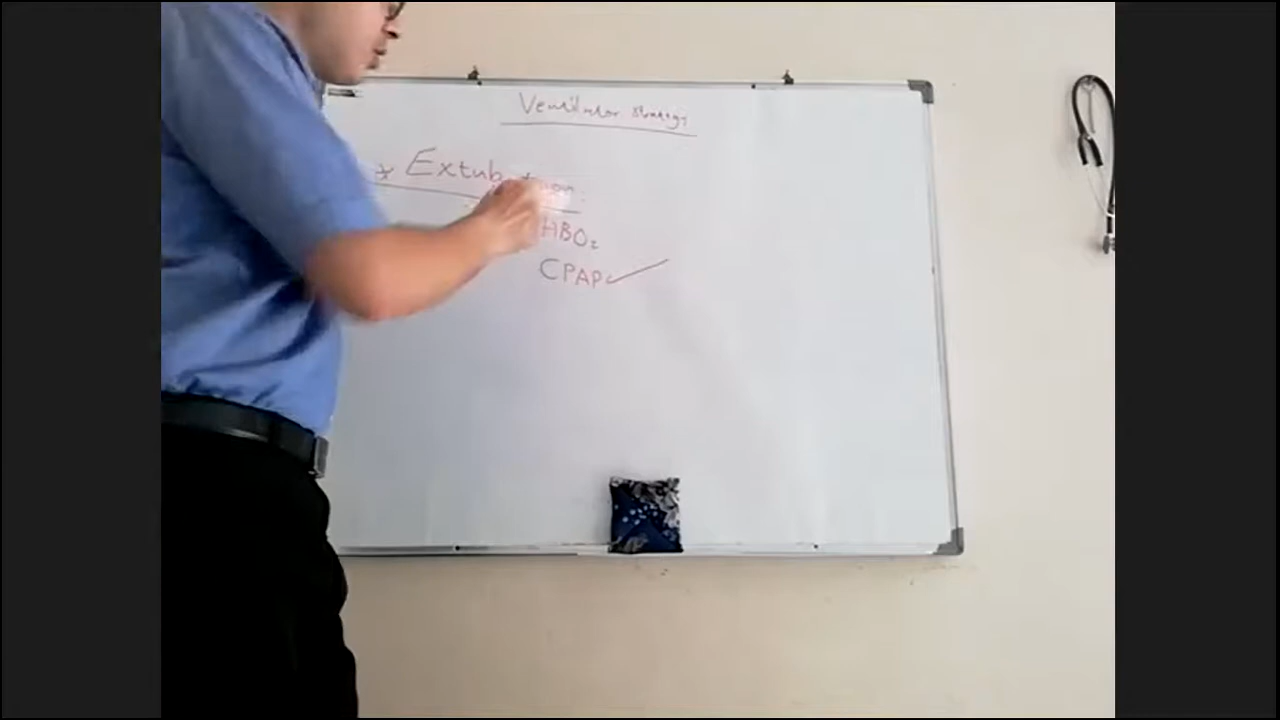 Ventilator strategy
* Extubation.
HBO₂
CPAP ✓